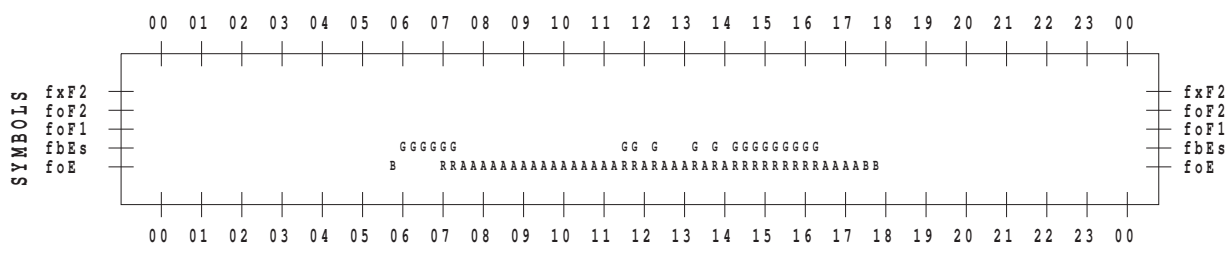 00 01 02 03 04 05 06 07 08 09 10 11 12 13 14 15 16 17 18 19 20 21 22 23 00
SYMBOLS
fxF2 fxF2
foF2 foF2
foF1 foF1
fbEs GGGGGG GG G G G GGGGGGGGG fbEs
foE B RRAAAAAAAAAAAAAAAARRARAAARARARRRRRRRRRAAAABB foE
00 01 02 03 04 05 06 07 08 09 10 11 12 13 14 15 16 17 18 19 20 21 22 23 00